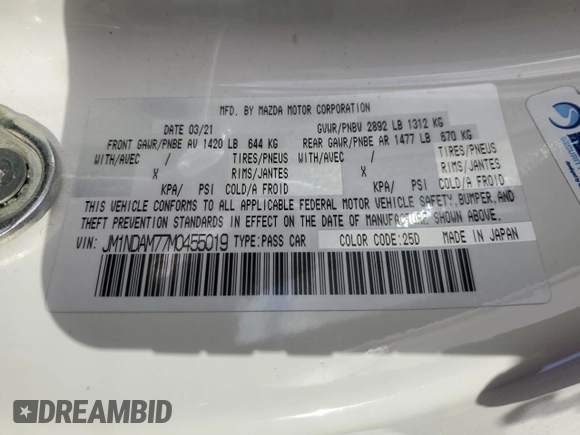 MFD. BY MAZDA MOTOR CORPORATION
DATE 03/21 GVWR/PNBV 2892 LB 1312 KG
FRONT GAWR/PNBE AV 1420 LB 644 KG REAR GAWR/PNBE AR 1477 LB 670 KG
WITH/AVEC / TIRES/PNEUS WITH/AVEC / TIRES/PNEUS
X RIMS/JANTES X RIMS/JANTES
KPA/ PSI COLD/A FROID KPA/ PSI COLD/A FROID
THIS VEHICLE CONFORMS TO ALL APPLICABLE FEDERAL MOTOR VEHICLE SAFETY, BUMPER, AND
THEFT PREVENTION STANDARDS IN EFFECT ON THE DATE OF MANUFACTURE SHOWN ABOVE.
VIN: JM1NDAM77M0455019 TYPE: PASS CAR COLOR CODE: 25D MADE IN JAPAN
DREAMBID